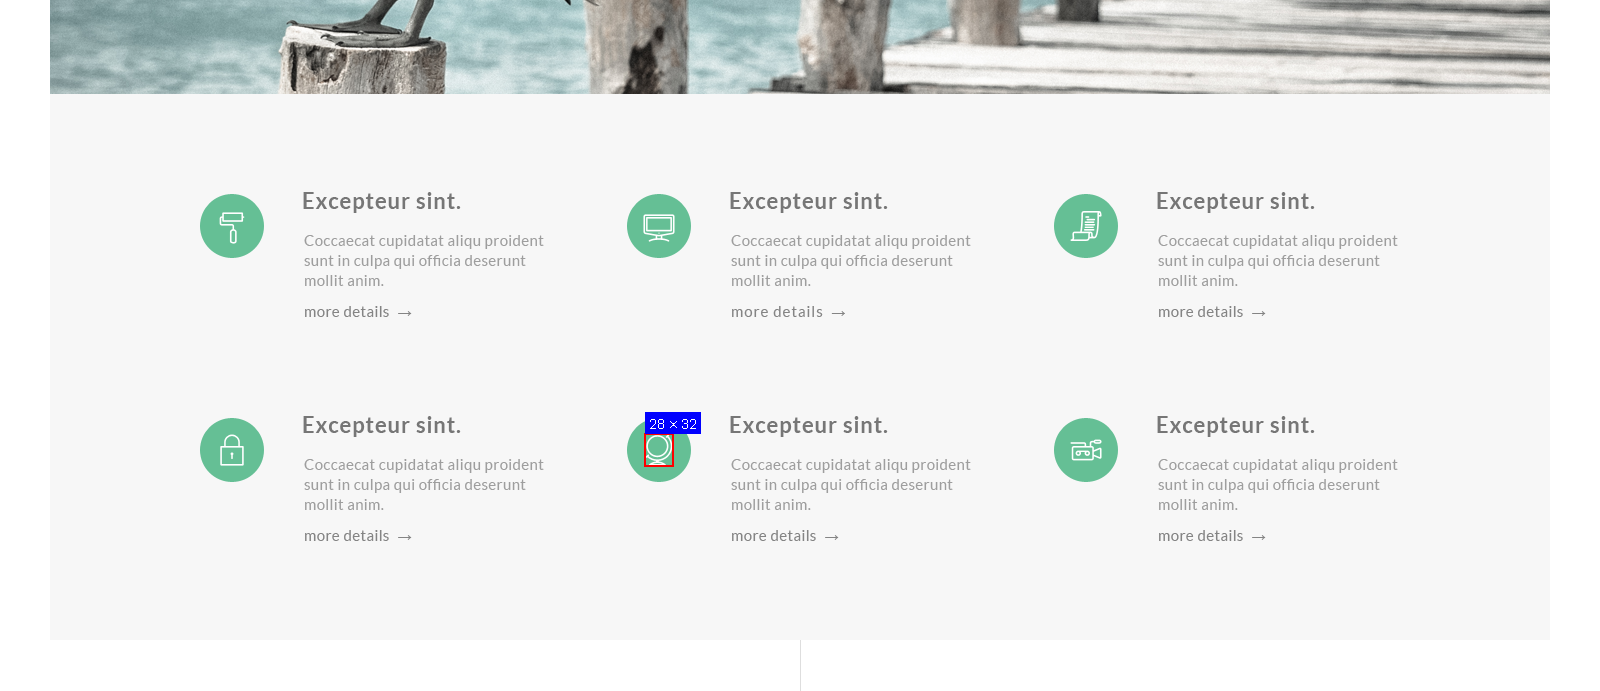 Excepteur sint.
Coccaecat cupidatat aliqu proident
sunt in culpa qui officia deserunt
mollit anim.
more details →
Excepteur sint.
Coccaecat cupidatat aliqu proident
sunt in culpa qui officia deserunt
mollit anim.
more details →
Excepteur sint.
Coccaecat cupidatat aliqu proident
sunt in culpa qui officia deserunt
mollit anim.
more details →
Excepteur sint.
Coccaecat cupidatat aliqu proident
sunt in culpa qui officia deserunt
mollit anim.
more details →
28 × 32
Excepteur sint.
Coccaecat cupidatat aliqu proident
sunt in culpa qui officia deserunt
mollit anim.
more details →
Excepteur sint.
Coccaecat cupidatat aliqu proident
sunt in culpa qui officia deserunt
mollit anim.
more details →